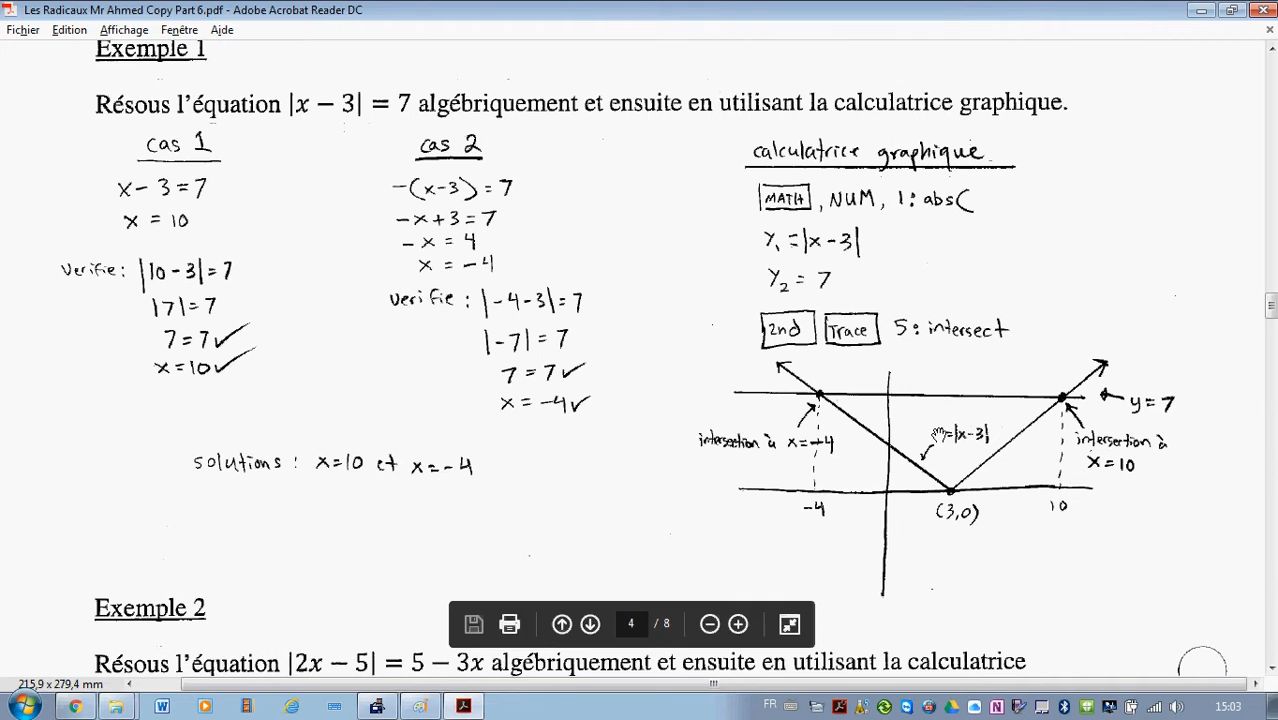 Les Radicaux Mr Ahmed Copy Part 6.pdf - Adobe Acrobat Reader DC
Fichier Edition Affichage Fenêtre Aide
Exemple 1
Résous l'équation |x − 3| = 7 algébriquement et ensuite en utilisant la calculatrice graphique.
cas 1
x - 3 = 7
x = 10
verifie: |10 - 3| = 7
|7| = 7
7 = 7 ✓
x = 10 ✓
cas 2
-(x-3) = 7
-x + 3 = 7
-x = 4
x = -4
verifie: |-4-3| = 7
|-7| = 7
7 = 7 ✓
x = -4 ✓
solutions: x=10 et x=-4
calculatrice graphique
MATH, NUM, 1: abs(
Y₁ = |x-3|
Y₂ = 7
2nd Trace 5: intersect
y = 7
intersection à x = -4
=|x-3|
intersection à
x = 10
-4
(3,0)
10
Exemple 2
Résous l'équation |2x − 5| = 5 − 3x algébriquement et ensuite en utilisant la calculatrice
4 / 8
215,9 x 279,4 mm
FR
15:03